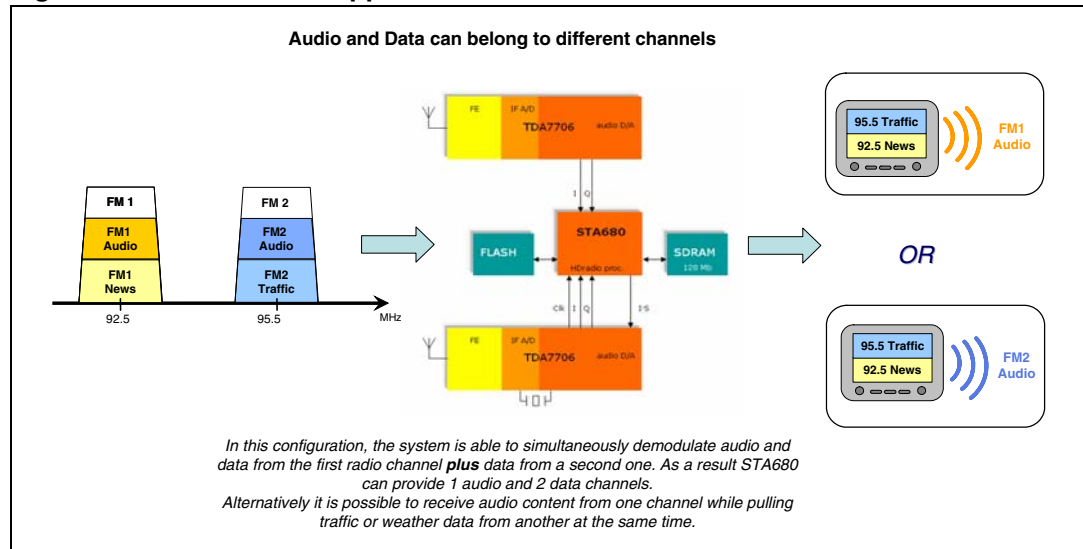 Audio and Data can belong to different channels
FM 1
FM1
Audio
FM1
News
92.5
FM 2
FM2
Audio
FM2
Traffic
95.5
MHz
FE
IF A/D
TDA7706
audio D/A
I Q
STA680
HDradio proc.
FLASH
SDRAM
128 Mb
Clk I Q
I²S
FE
IF A/D
TDA7706
audio D/A
95.5 Traffic
92.5 News
FM1
Audio
OR
95.5 Traffic
92.5 News
FM2
Audio
In this configuration, the system is able to simultaneously demodulate audio and
data from the first radio channel plus data from a second one. As a result STA680
can provide 1 audio and 2 data channels.
Alternatively it is possible to receive audio content from one channel while pulling
traffic or weather data from another at the same time.